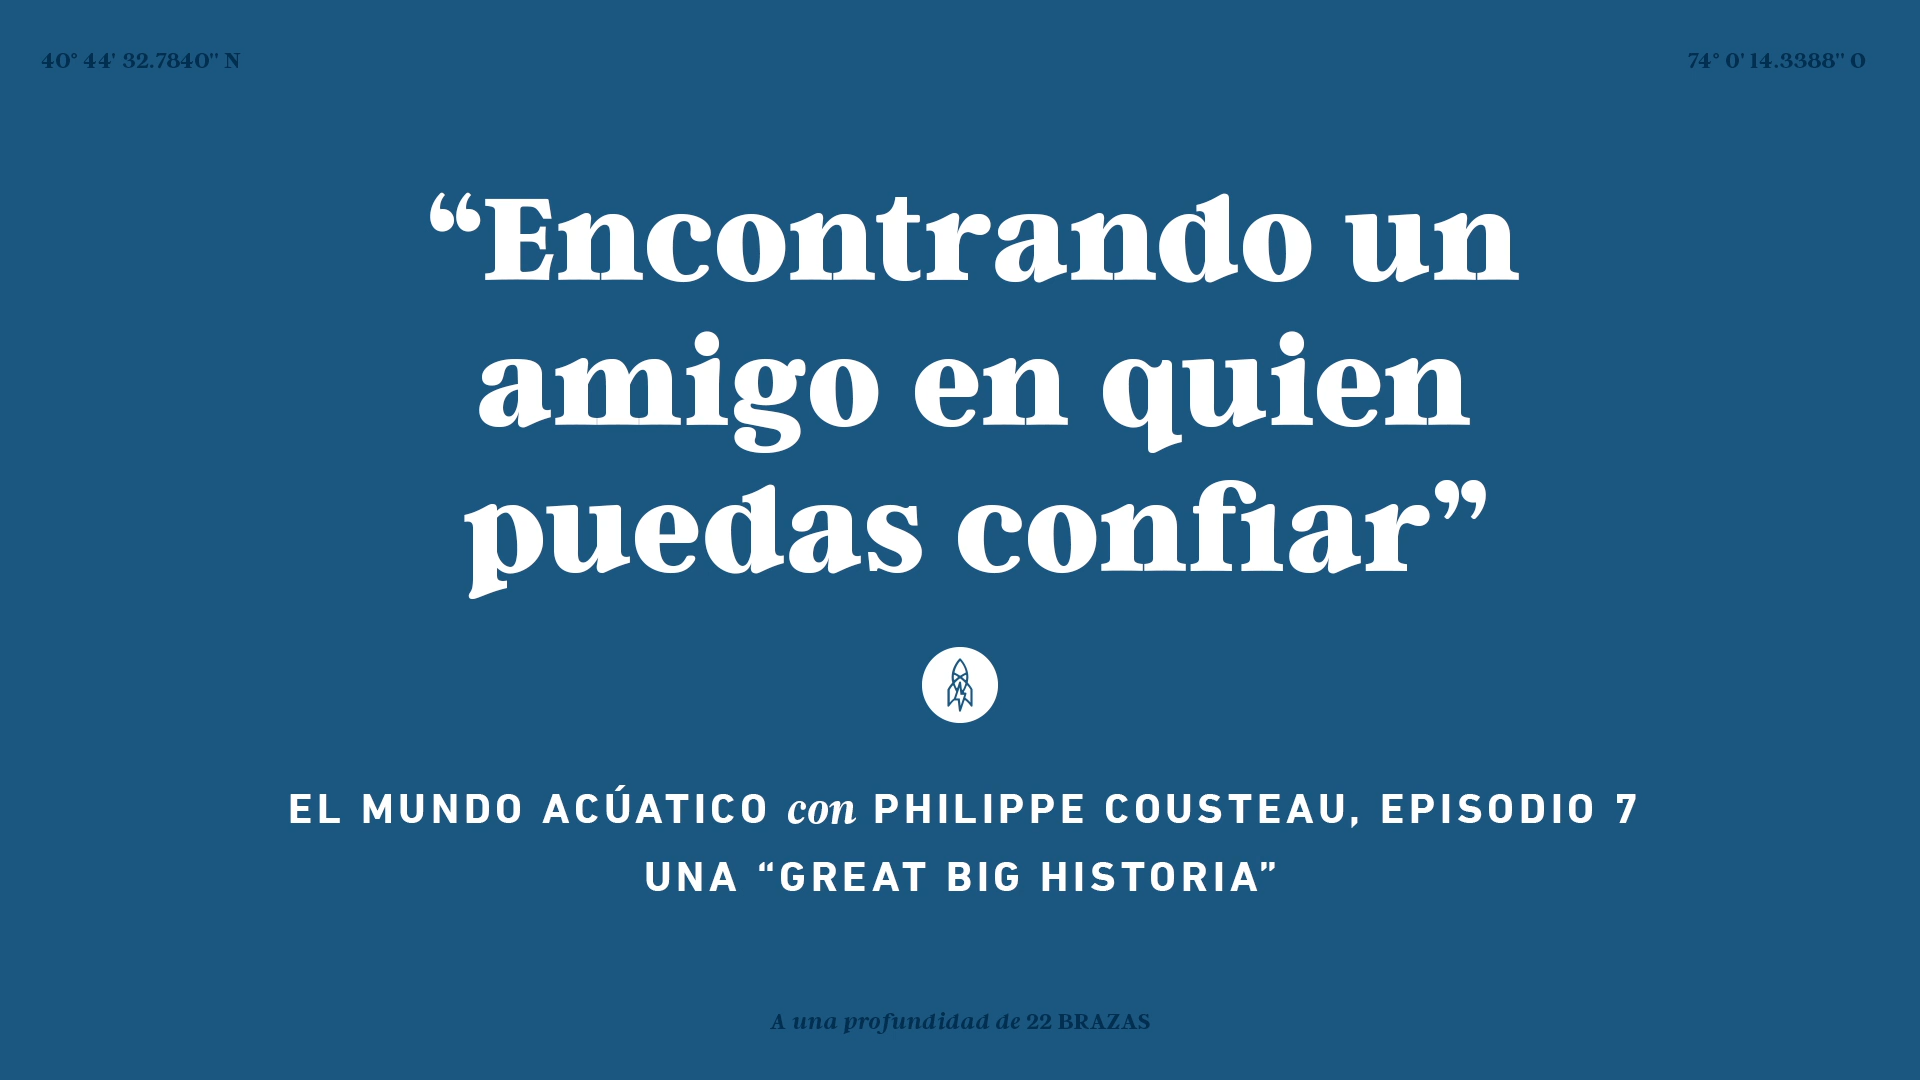 40° 44' 32.7840" N
74° 0' 14.3388" O
“Encontrando un
amigo en quien
puedas confiar”
EL MUNDO ACÚATICO con PHILIPPE COUSTEAU, EPISODIO 7
UNA “GREAT BIG HISTORIA”
A una profundidad de 22 BRAZAS